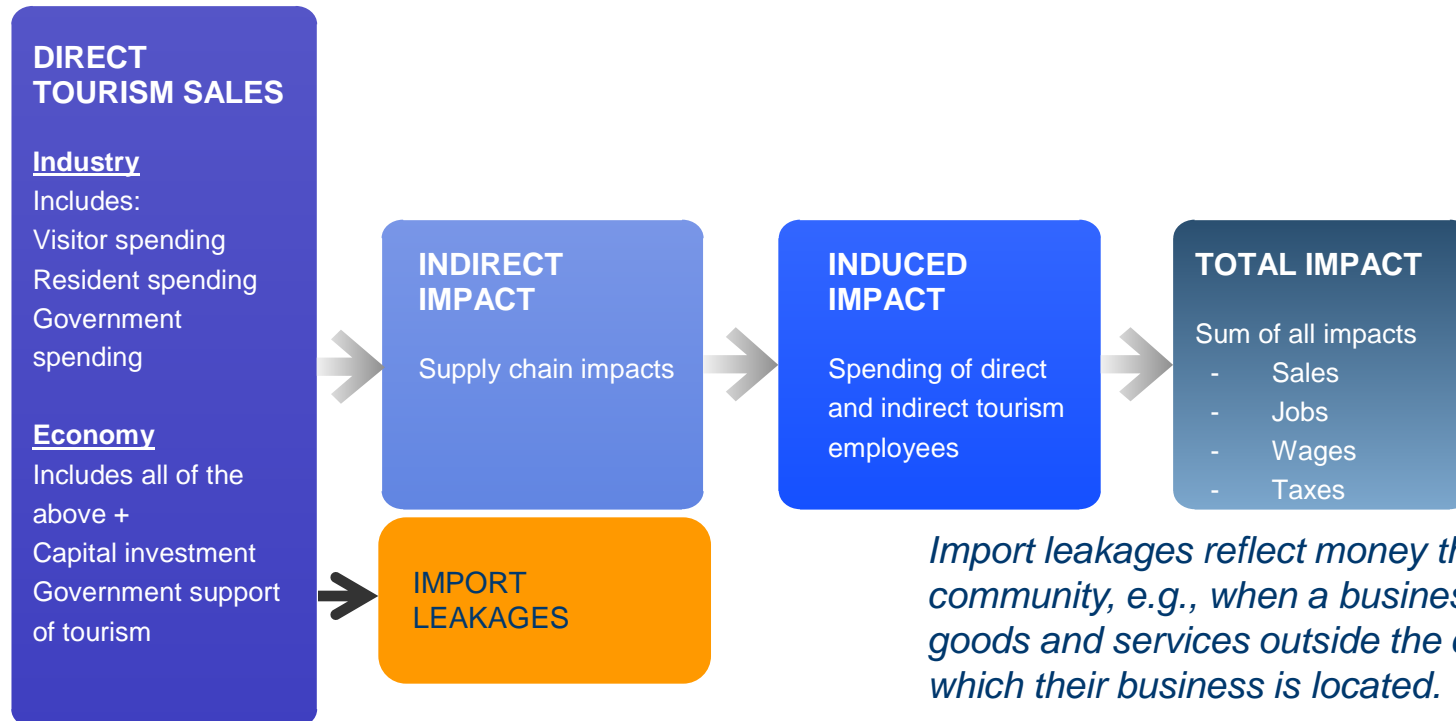 DIRECT
TOURISM SALES
Industry
Includes:
Visitor spending
Resident spending
Government
spending
Economy
Includes all of the
above +
Capital investment
Government support
of tourism
INDIRECT
IMPACT
Supply chain impacts
IMPORT
LEAKAGES
INDUCED
IMPACT
Spending of direct
and indirect tourism
employees
TOTAL IMPACT
Sum of all impacts
- Sales
- Jobs
- Wages
- Taxes
Import leakages reflect money
community, e.g., when a
goods and services outside the
which their business is located.